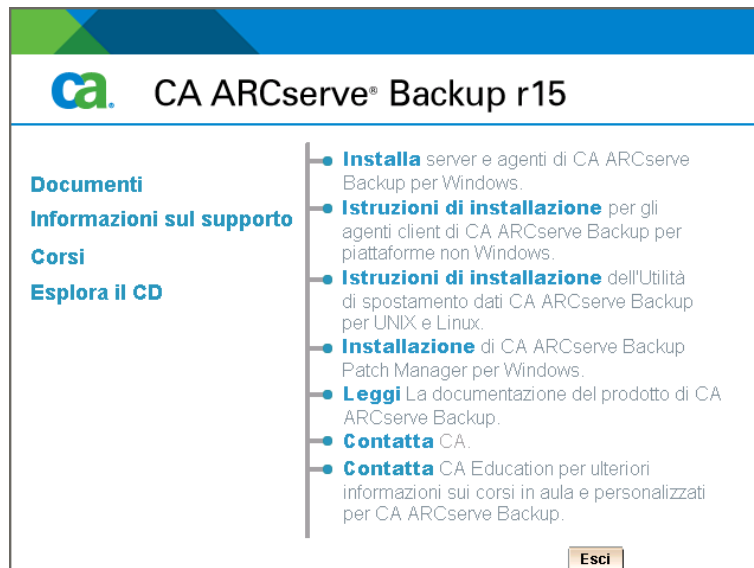 ca.
CA ARCserve® Backup r15
Documenti
Informazioni sul supporto
Corsi
Esplora il CD
Installa server e agenti di CA ARCserve
Backup per Windows.
Istruzioni di installazione per gli
agenti client di CA ARCserve Backup per
piattaforme non Windows.
Istruzioni di installazione dell'Utilità
di spostamento dati CA ARCserve Backup
per UNIX e Linux.
Installazione di CA ARCserve Backup
Patch Manager per Windows.
Leggi La documentazione del prodotto di CA
ARCserve Backup.
Contatta CA.
Contatta CA Education per ulteriori
informazioni sui corsi in aula e personalizzati
per CA ARCserve Backup.
Esci